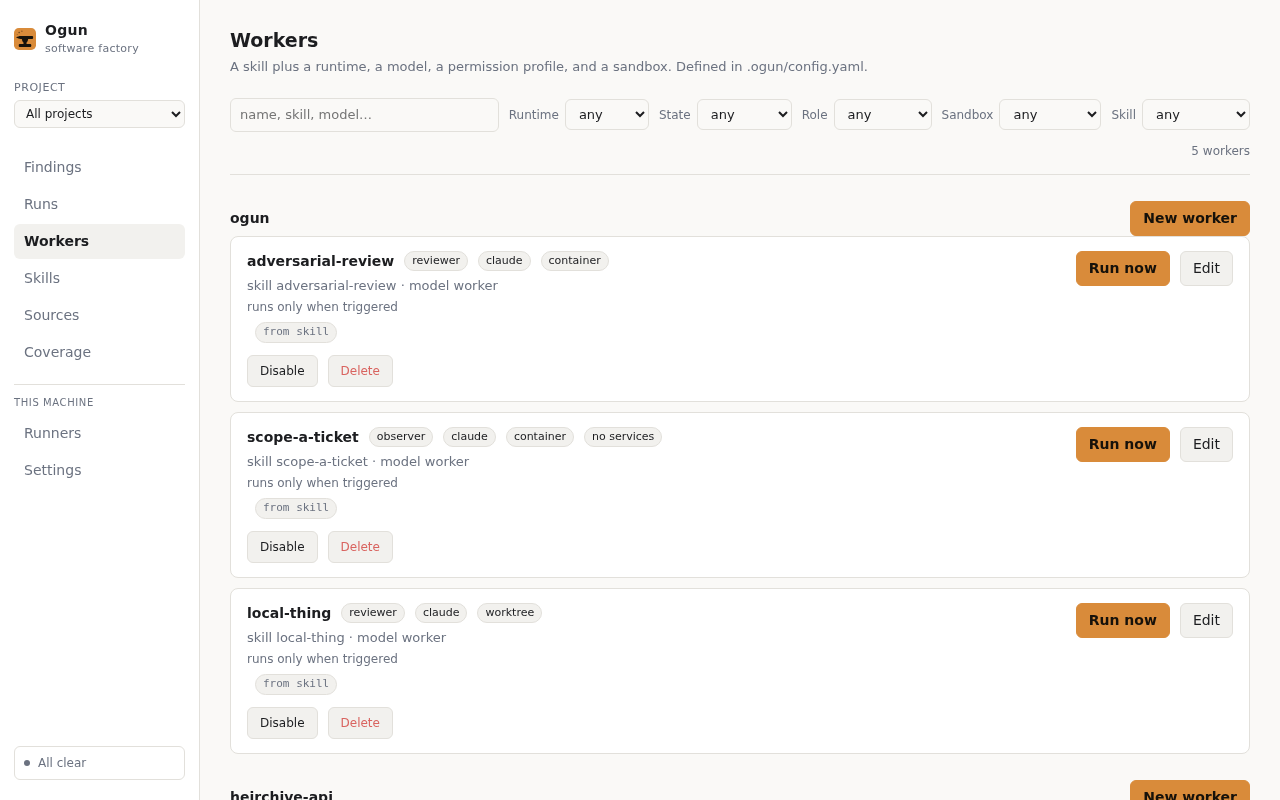 Ogun
software factory
PROJECT
All projects
Findings
Runs
Workers
Skills
Sources
Coverage
THIS MACHINE
Runners
Settings
All clear
Workers
A skill plus a runtime, a model, a permission profile, and a sandbox. Defined in .ogun/config.yaml.
name, skill, model... Runtime any State any Role any Sandbox any Skill any
5 workers
ogun New worker
adversarial-review reviewer claude container Run now Edit
skill adversarial-review · model worker
runs only when triggered
from skill
Disable Delete
scope-a-ticket observer claude container no services Run now Edit
skill scope-a-ticket · model worker
runs only when triggered
from skill
Disable Delete
local-thing reviewer claude worktree Run now Edit
skill local-thing · model worker
runs only when triggered
from skill
Disable Delete
heirchive-api New worker